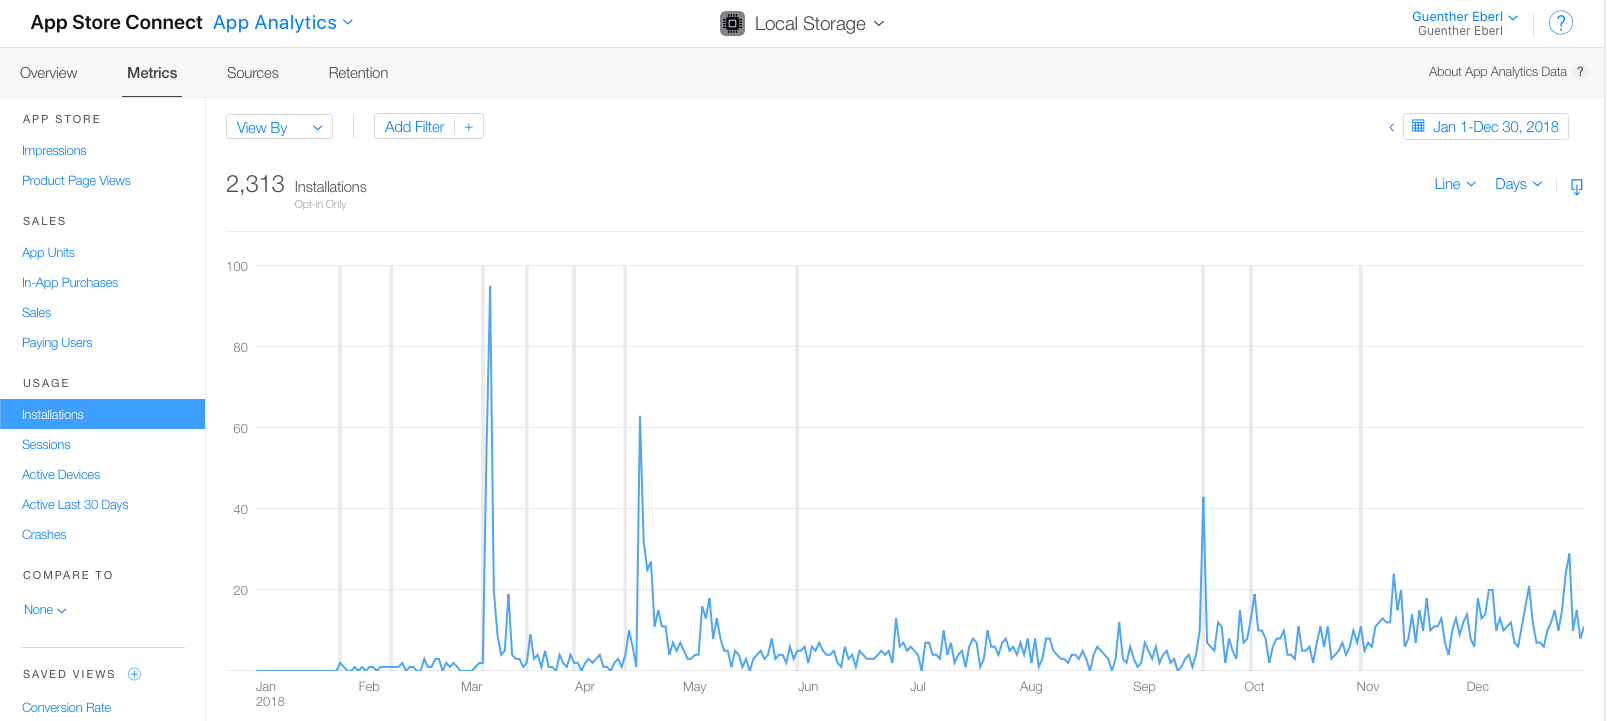 App Store Connect App Analytics Local Storage Guenther Eberl ?
Guenther Eberl
Overview Metrics Sources Retention About App Analytics Data ?
APP STORE
Impressions
Product Page Views
SALES
App Units
In-App Purchases
Sales
Paying Users
USAGE
Installations
Sessions
Active Devices
Active Last 30 Days
Crashes
COMPARE TO
None
SAVED VIEWS
Conversion Rate
View By Add Filter + Jan 1-Dec 30, 2018
2,313 Installations Line Days
Opt-in Only
100
80
60
40
20
Jan Feb Mar Apr May Jun Jul Aug Sep Oct Nov Dec
2018